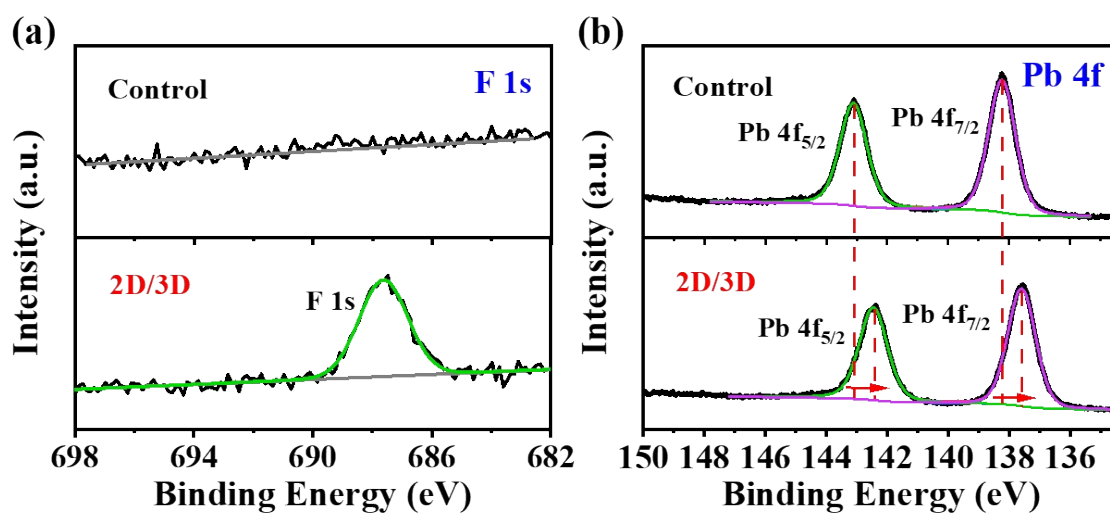 (a)
F 1s
Control
2D/3D
F 1s
Intensity (a.u.)
698 694 690 686 682
Binding Energy (eV)
(b)
Pb 4f
Control
Pb 4f5/2
Pb 4f7/2
2D/3D
Pb 4f5/2
Pb 4f7/2
Intensity (a.u.)
150 148 146 144 142 140 138 136
Binding Energy (eV)